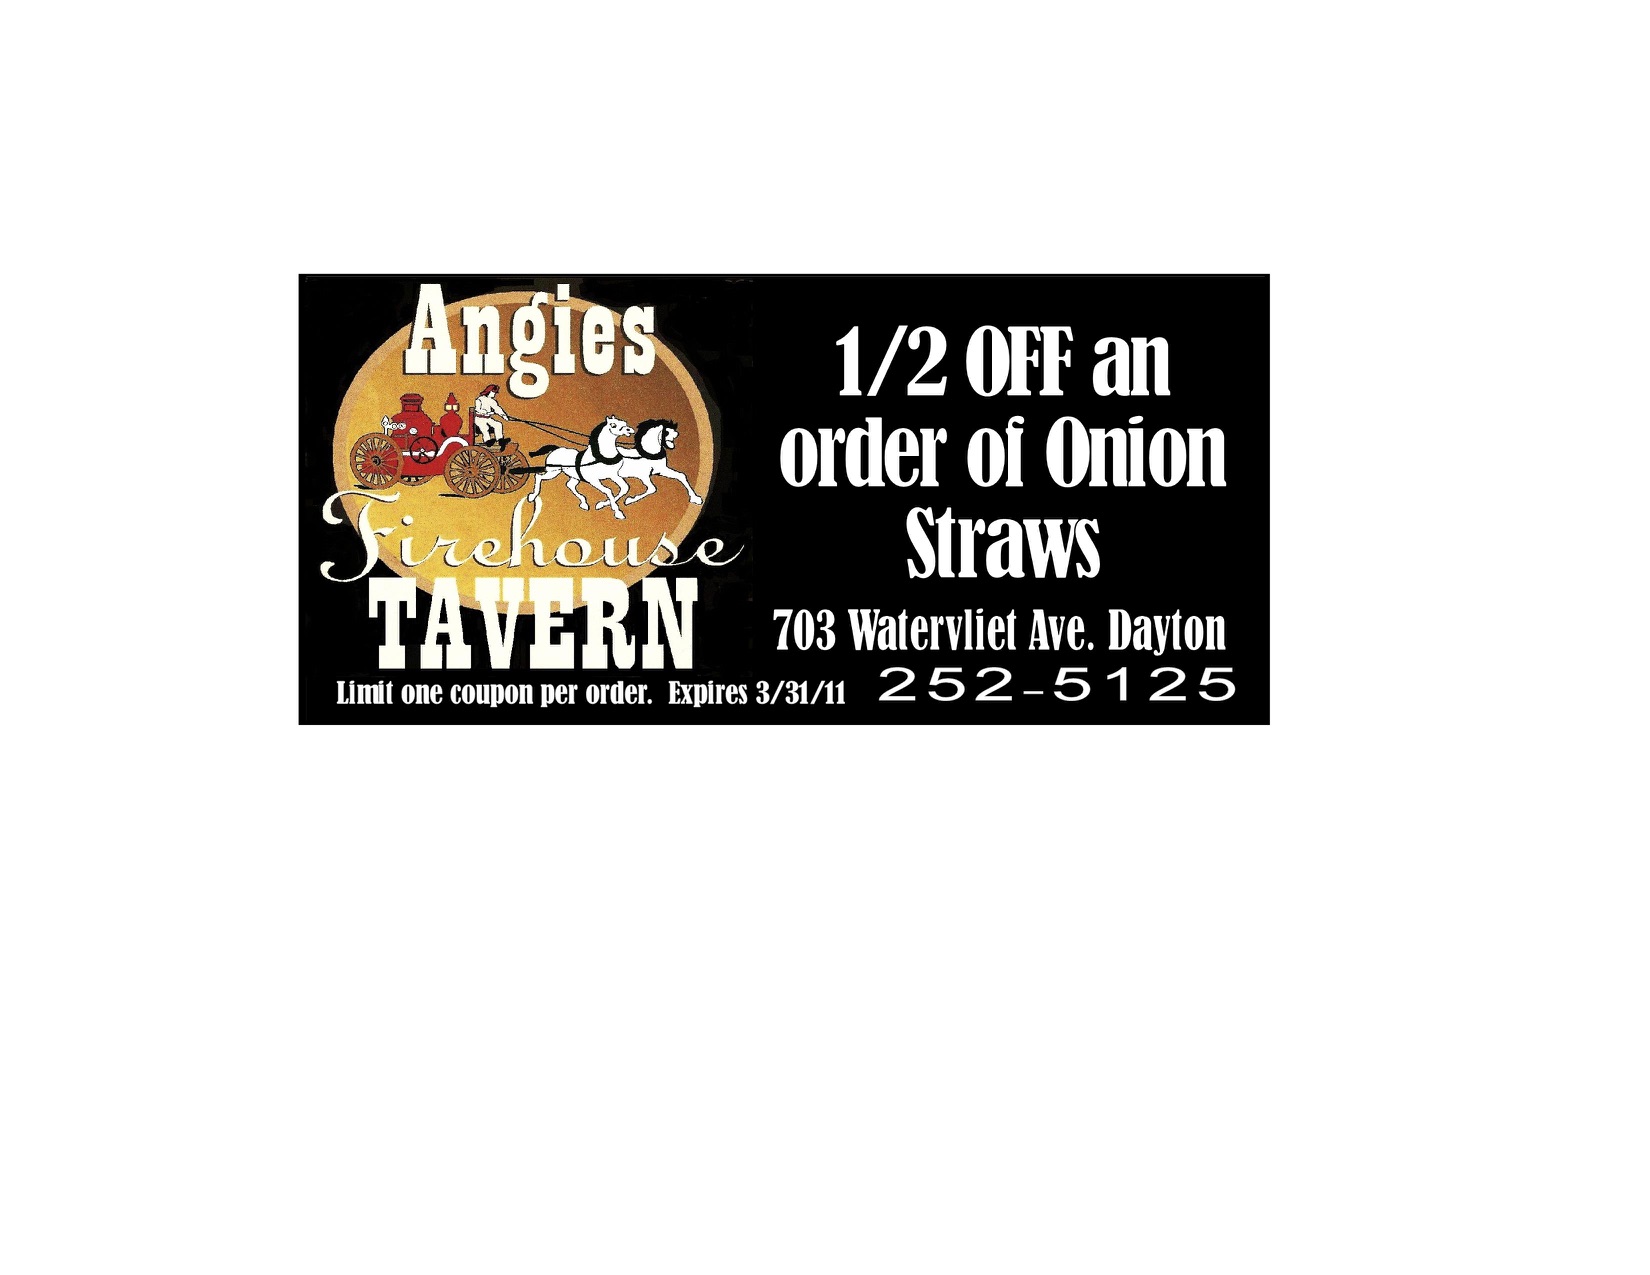 Angies
Firehouse
TAVERN
1/2 OFF an
order of Onion
Straws
703 Watervliet Ave. Dayton
252-5125
Limit one coupon per order.  Expires 3/31/11